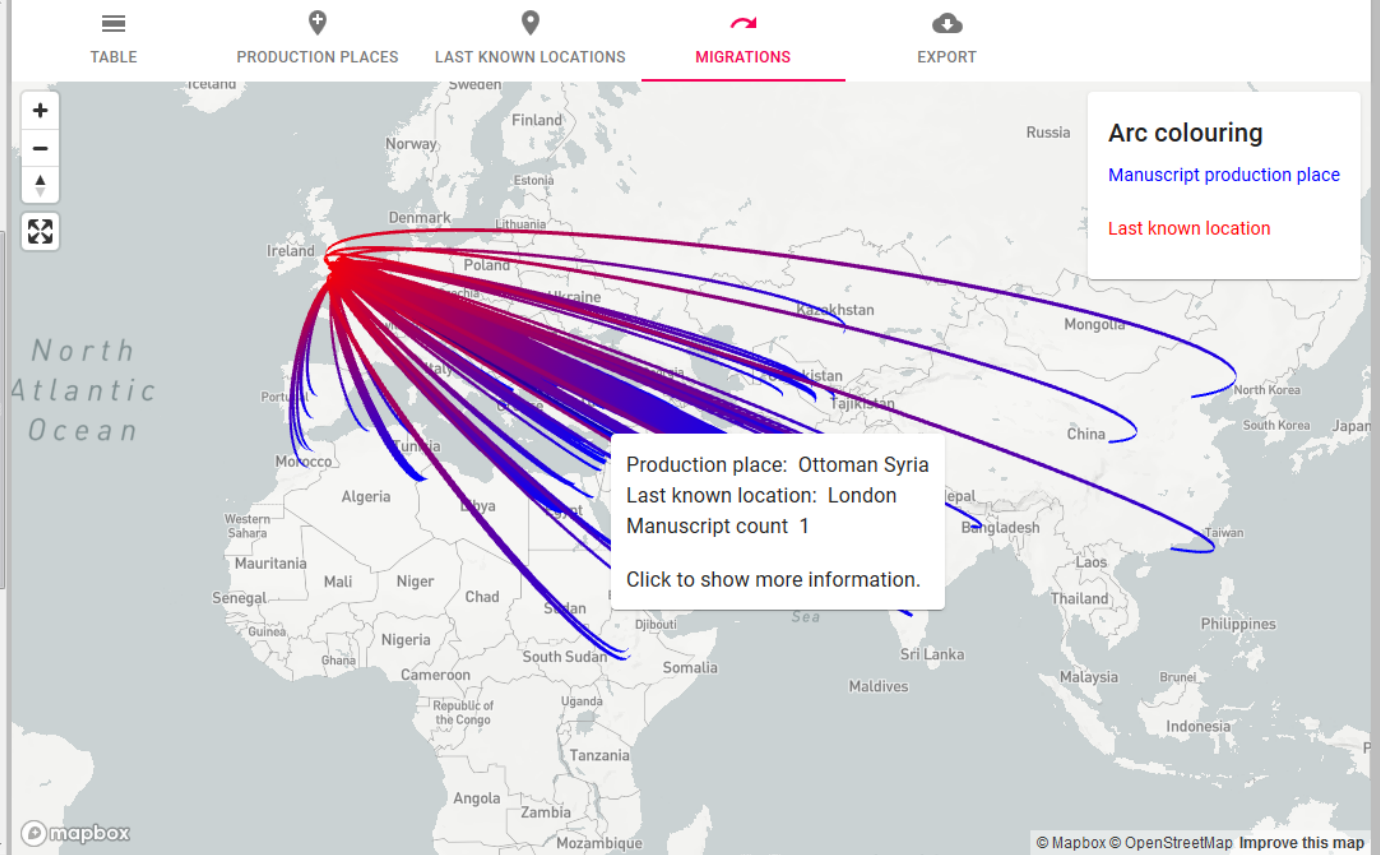 TABLE
PRODUCTION PLACES
LAST KNOWN LOCATIONS
MIGRATIONS
EXPORT
Iceland
Sweden
Finland
Russia
Norway
Estonia
Denmark
Lithuania
Ireland
Poland
Ukraine
Kazakhstan
Mongolia
Italy
Portugal
Tajikistan
North Korea
South Korea
Japan
China
Tunisia
Morocco
Algeria
Libya
Egypt
Western
Sahara
Mauritania
Mali
Niger
Chad
Sudan
Senegal
Guinea
Ghana
Nigeria
Cameroon
South Sudan
Djibouti
Somalia
Republic of
the Congo
Uganda
Tanzania
Angola
Zambia
Mozambique
Bangladesh
Taiwan
Laos
Thailand
Philippines
Sea
Sri Lanka
Maldives
Malaysia
Brunei
Indonesia
North
Atlantic
Ocean
Arc colouring
Manuscript production place
Last known location
Production place: Ottoman Syria
Last known location: London
Manuscript count 1
Click to show more information.
mapbox
© Mapbox © OpenStreetMap Improve this map